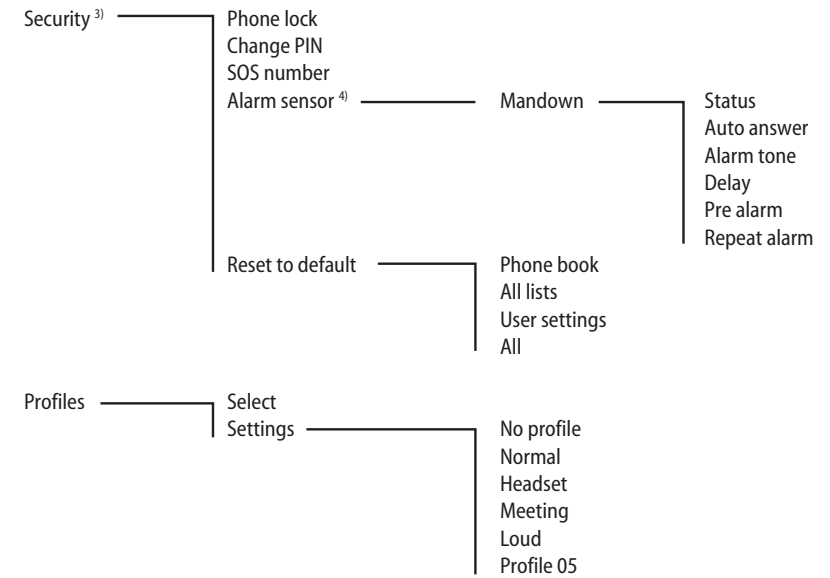 Security 3) Phone lock
Change PIN
SOS number
Alarm sensor 4) Mandown Status
Auto answer
Alarm tone
Delay
Pre alarm
Repeat alarm
Reset to default Phone book
All lists
User settings
All
Profiles Select
Settings No profile
Normal
Headset
Meeting
Loud
Profile 05